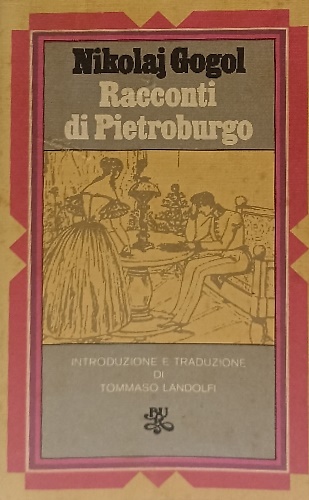 Nikolaj Gogol
Racconti
di Pietroburgo
INTRODUZIONE E TRADUZIONE
DI
TOMMASO LANDOLFI
BUR